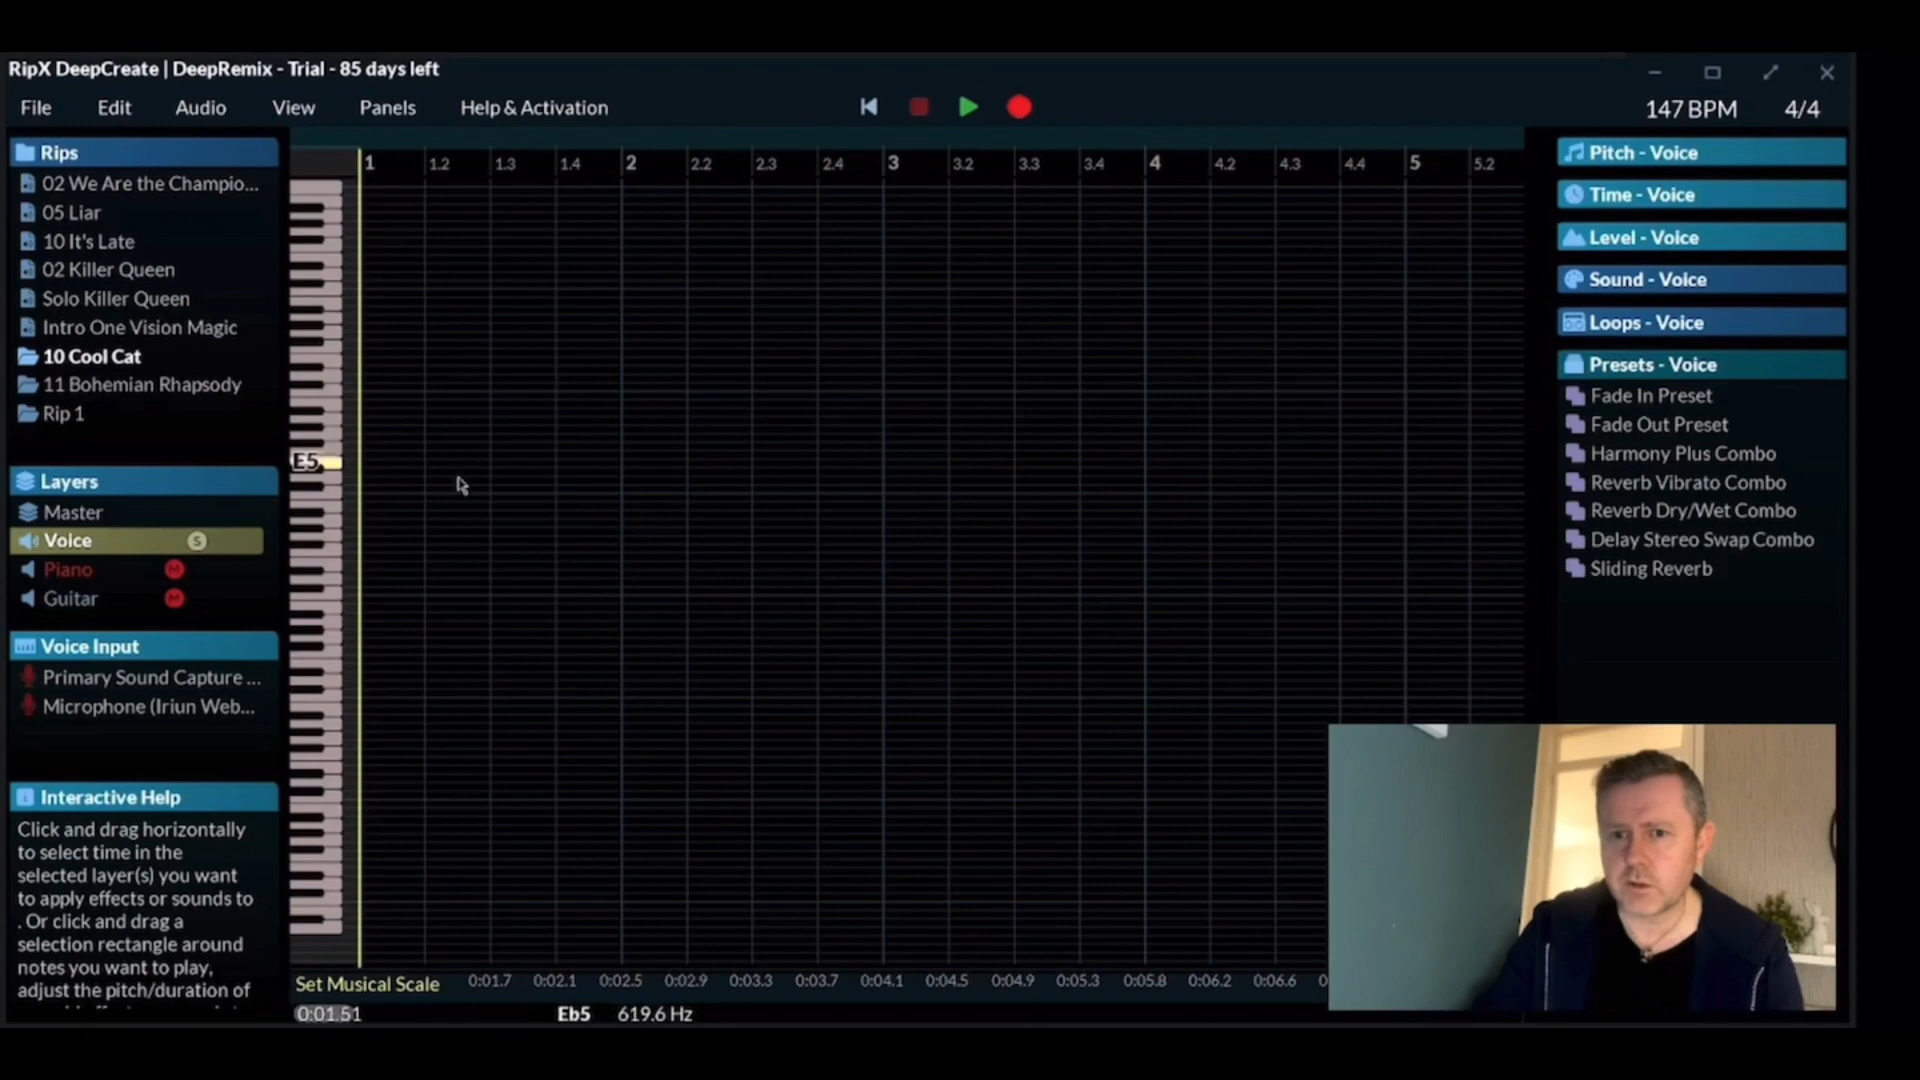 RipX DeepCreate | DeepRemix - Trial - 85 days left
File Edit Audio View Panels Help & Activation
147 BPM 4/4
Rips
02 We Are the Champio...
05 Liar
10 It's Late
02 Killer Queen
Solo Killer Queen
Intro One Vision Magic
10 Cool Cat
11 Bohemian Rhapsody
Rip 1
Layers
Master
Voice S
Piano M
Guitar M
Voice Input
Primary Sound Capture ...
Microphone (Iriun Web...
Interactive Help
Click and drag horizontally
to select time in the
selected layer(s) you want
to apply effects or sounds to
. Or click and drag a
selection rectangle around
notes you want to play,
adjust the pitch/duration of
1 1.2 1.3 1.4 2 2.2 2.3 2.4 3 3.2 3.3 3.4 4 4.2 4.3 4.4 5 5.2
E5
Set Musical Scale 0:01.7 0:02.1 0:02.5 0:02.9 0:03.3 0:03.7 0:04.1 0:04.5 0:04.9 0:05.3 0:05.8 0:06.2 0:06.6 0
0:01.51 Eb5 619.6 Hz
Pitch - Voice
Time - Voice
Level - Voice
Sound - Voice
Loops - Voice
Presets - Voice
Fade In Preset
Fade Out Preset
Harmony Plus Combo
Reverb Vibrato Combo
Reverb Dry/Wet Combo
Delay Stereo Swap Combo
Sliding Reverb